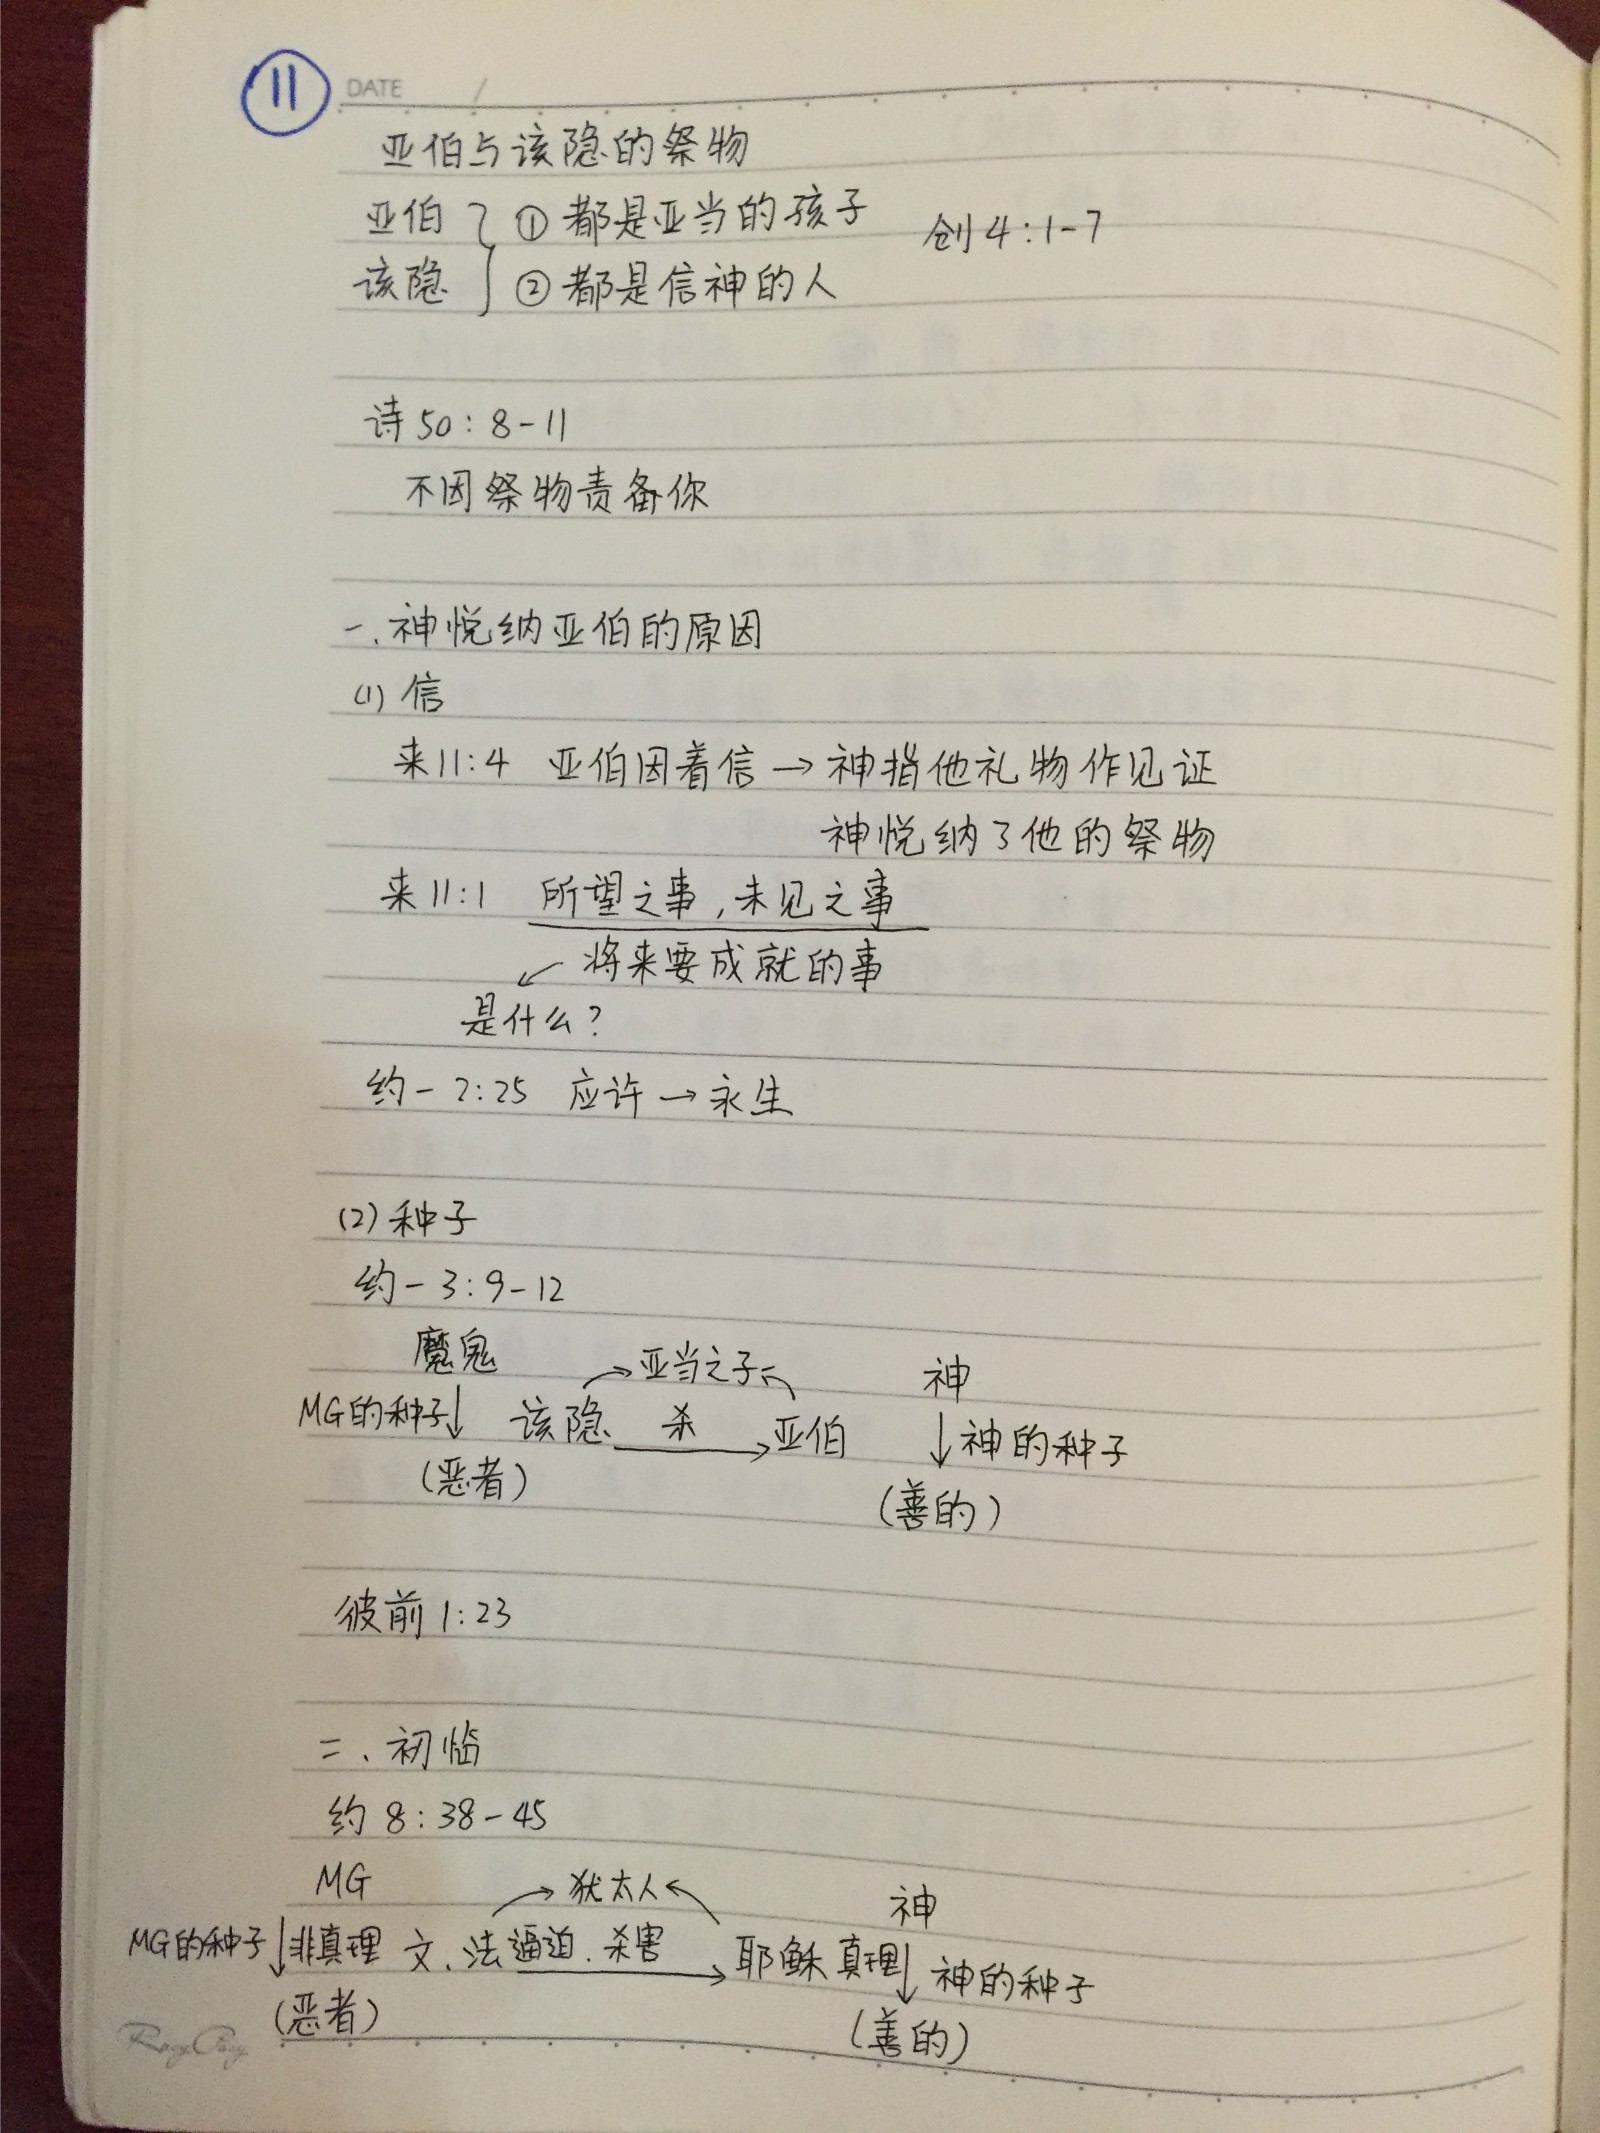 11 DATE /
亚伯与该隐的祭物
亚伯 ① 都是亚当的孩子 创4:1-7
该隐 ② 都是信神的人
诗50:8-11
不因祭物责备你
一、神悦纳亚伯的原因
(1) 信
来11:4 亚伯因着信→神指他礼物作见证
神悦纳了他的祭物
来11:1 所望之事,未见之事
↙ 将来要成就的事
是什么?
约一2:25 应许→永生
(2) 种子
约一3:9-12
魔鬼 → 亚当之子 ← 神
MG的种子↓ 该隐 杀→ 亚伯 ↓神的种子
(恶者) (善的)
彼前1:23
二、初临
约8:38-45
MG → 犹太人 ← 神
MG的种子↓ 非真理 文、法 逼迫、杀害→ 耶稣 真理↓ 神的种子
(恶者) (善的)